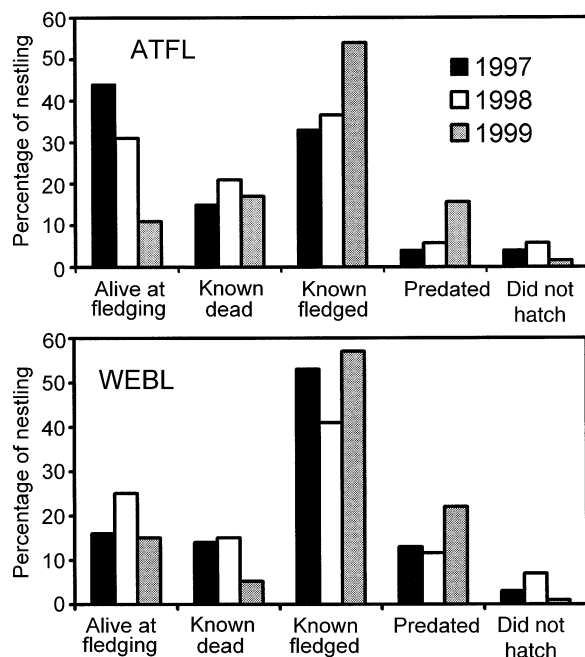 60
ATFL
1997
1998
1999
50
40
30
20
10
0
Percentage of nestling
Alive at
fledging
Known
dead
Known
fledged
Predated
Did not
hatch
60
WEBL
50
40
30
20
10
0
Percentage of nestling
Alive at
fledging
Known
dead
Known
fledged
Predated
Did not
hatch